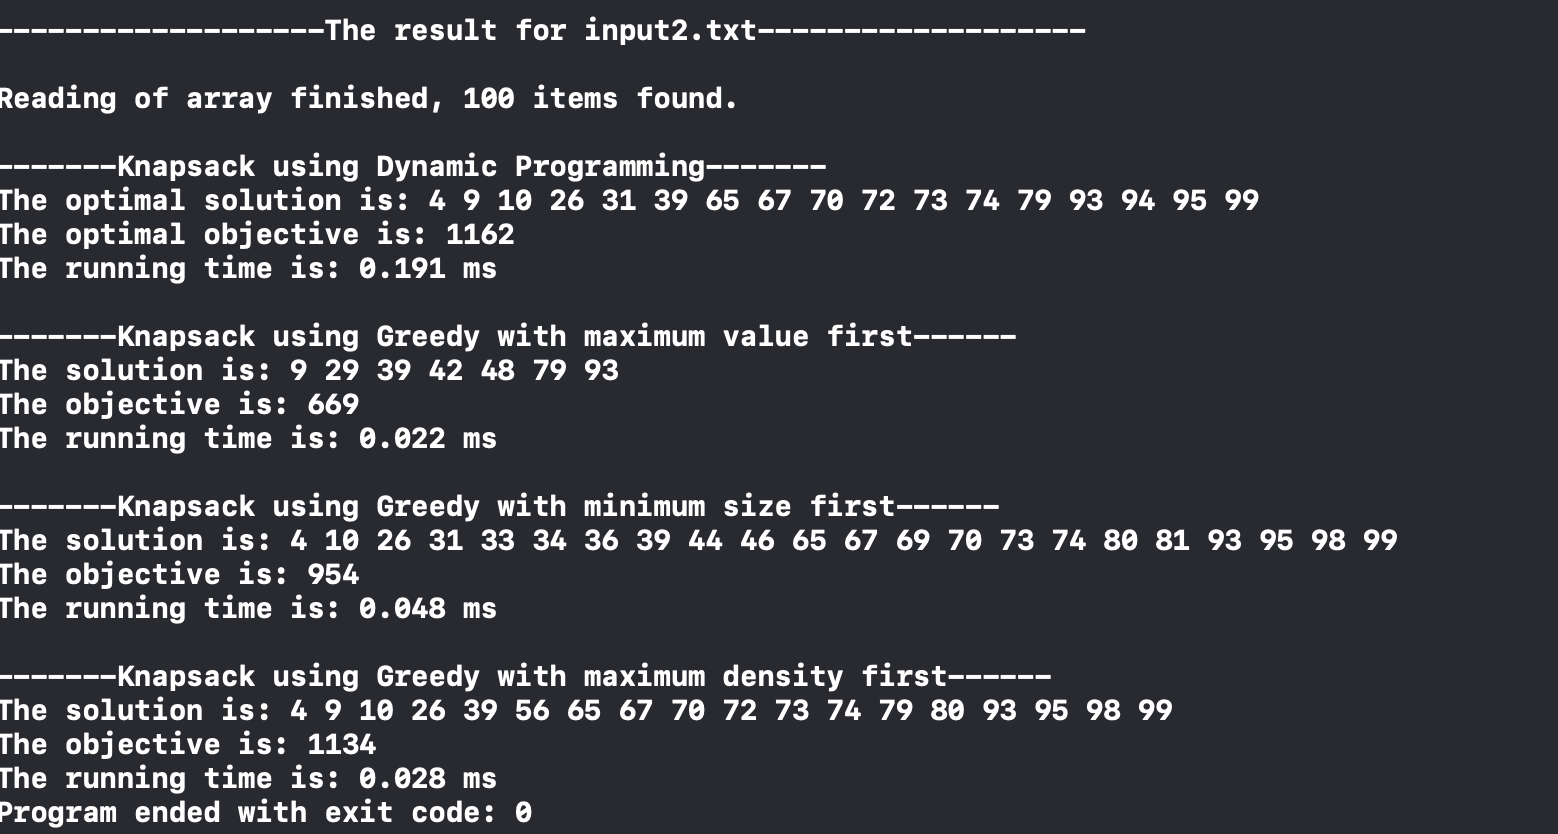 -------------------The result for input2.txt-------------------
Reading of array finished, 100 items found.
-------Knapsack using Dynamic Programming-------
The optimal solution is: 4 9 10 26 31 39 65 67 70 72 73 74 79 93 94 95 99
The optimal objective is: 1162
The running time is: 0.191 ms
-------Knapsack using Greedy with maximum value first------
The solution is: 9 29 39 42 48 79 93
The objective is: 669
The running time is: 0.022 ms
-------Knapsack using Greedy with minimum size first------
The solution is: 4 10 26 31 33 34 36 39 44 46 65 67 69 70 73 74 80 81 93 95 98 99
The objective is: 954
The running time is: 0.048 ms
-------Knapsack using Greedy with maximum density first------
The solution is: 4 9 10 26 39 56 65 67 70 72 73 74 79 80 93 95 98 99
The objective is: 1134
The running time is: 0.028 ms
Program ended with exit code: 0